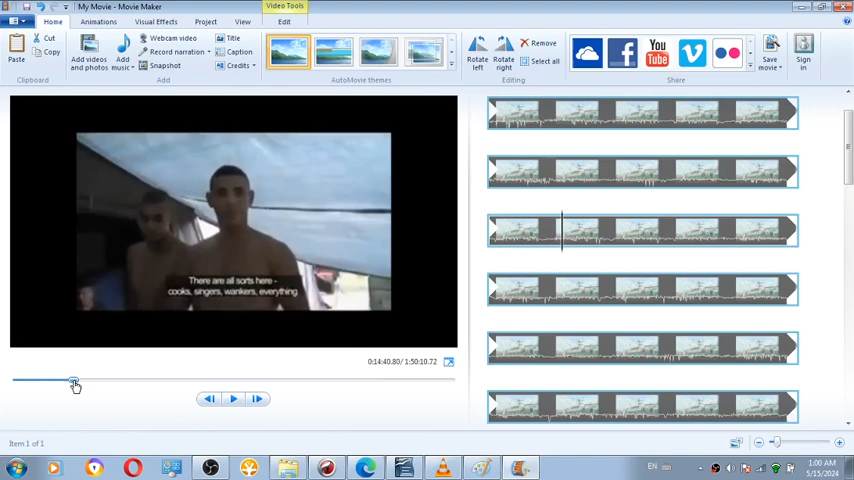 My Movie - Movie Maker
Video Tools
Home
Animations
Visual Effects
Project
View
Edit
Paste
Cut
Copy
Clipboard
Add videos
and photos
Add
music
Webcam video
Record narration
Snapshot
Title
Caption
Credits
Add
AutoMovie themes
Rotate
left
Rotate
right
Remove
Select all
Editing
You
Tube
Share
Save
movie
Sign
in
There are all sorts here -
cooks, singers, wankers, everything
0:14:40.80/ 1:50:10.72
Item 1 of 1
EN
1:00 AM
5/15/2024